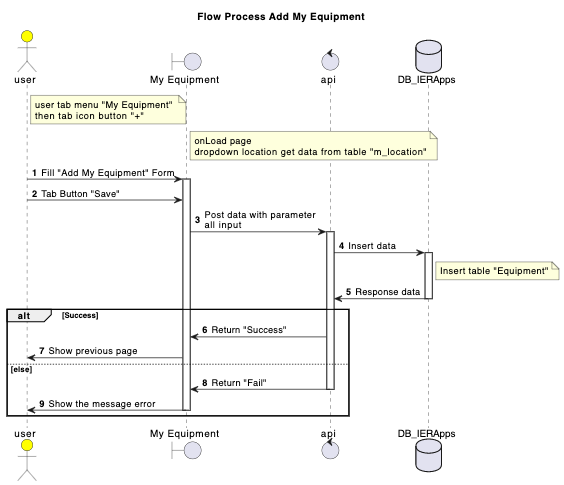 Flow Process Add My Equipment
user
My Equipment
api
DB_IERApps
user tab menu "My Equipment"
then tab icon button "+"
onLoad page
dropdown location get data from table "m_location"
1 Fill "Add My Equipment" Form
2 Tab Button "Save"
3 Post data with parameter
all input
4 Insert data
Insert table "Equipment"
5 Response data
alt [Success]
6 Return "Success"
7 Show previous page
[else]
8 Return "Fail"
9 Show the message error
user
My Equipment
api
DB_IERApps